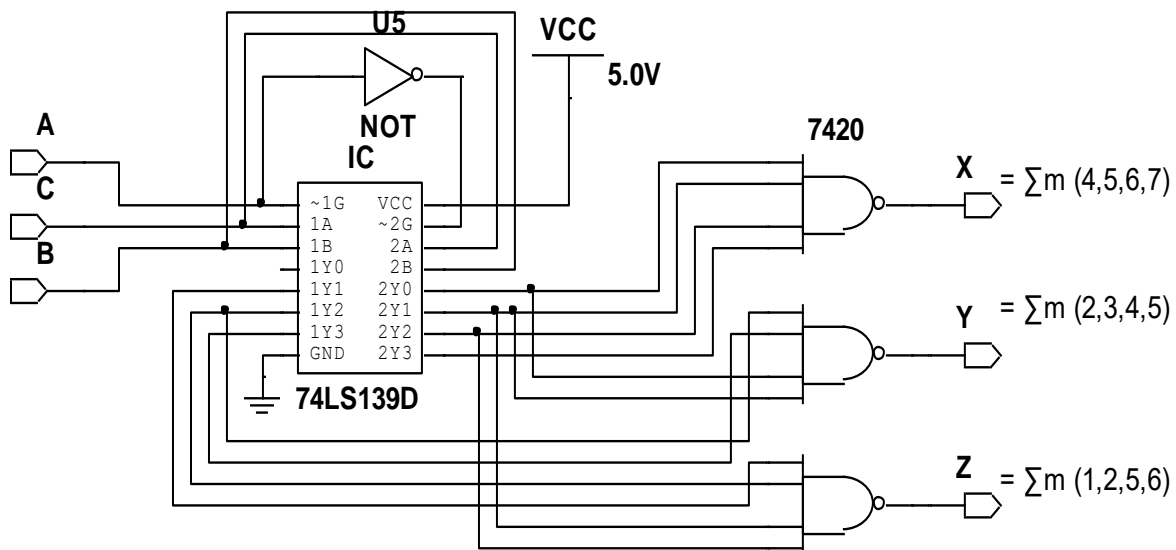 U5
VCC
5.0V
NOT
A
7420
IC
X = ∑m (4,5,6,7)
C
~1G VCC
1A ~2G
B
1B 2A
1Y0 2B
1Y1 2Y0
1Y2 2Y1
Y = ∑m (2,3,4,5)
1Y3 2Y2
GND 2Y3
74LS139D
Z = ∑m (1,2,5,6)